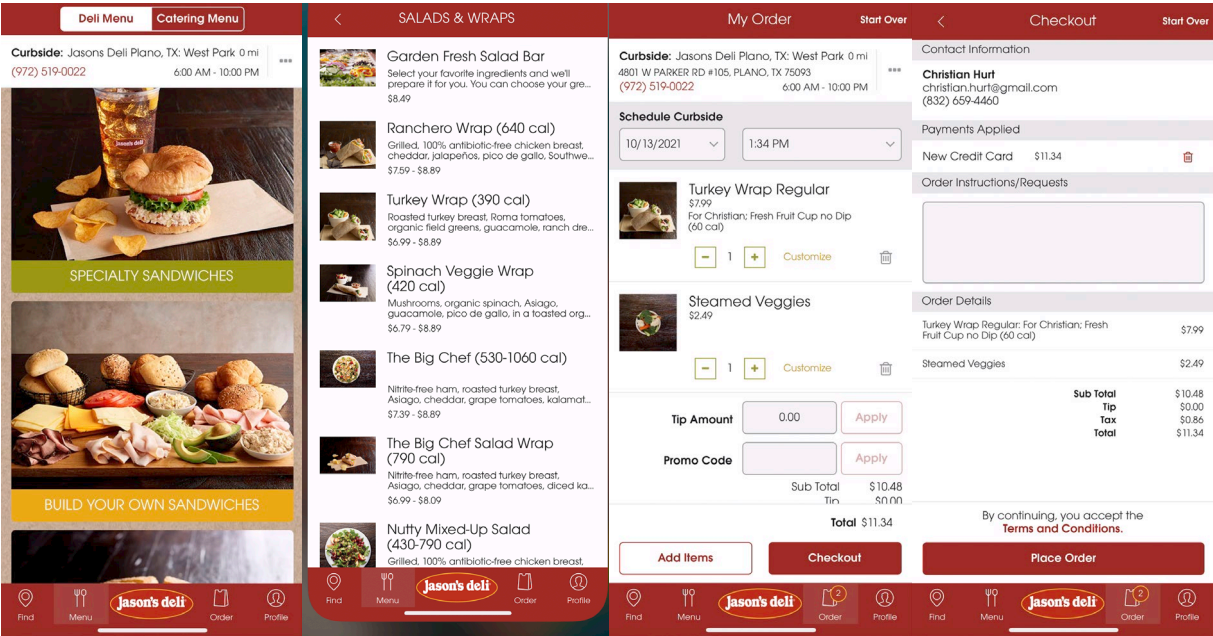 Deli Menu
Catering Menu
Curbside: Jasons Deli Plano, TX: West Park 0 mi
(972) 519-0022
6:00 AM - 10:00 PM
Jason's deli
SPECIALTY SANDWICHES
BUILD YOUR OWN SANDWICHES
Find
Menu
Jason's deli
Order
Profile
SALADS & WRAPS
Garden Fresh Salad Bar
Select your favorite ingredients and we'll
prepare it for you. You can choose your gre...
$8.49
Ranchero Wrap (640 cal)
Grilled, 100% antibiotic-free chicken breast,
cheddar, jalapeños, pico de gallo, Southwe...
$7.59 - $8.89
Turkey Wrap (390 cal)
Roasted turkey breast, Roma tomatoes,
organic field greens, guacamole, ranch dre...
$6.99 - $8.89
Spinach Veggie Wrap
(420 cal)
Mushrooms, organic spinach, Asiago,
guacamole, pico de gallo, in a toasted org...
$6.79 - $8.89
The Big Chef (530-1060 cal)
Nitrite-free ham, roasted turkey breast,
Asiago, cheddar, grape tomatoes, kalamat...
$7.39 - $8.89
The Big Chef Salad Wrap
(790 cal)
Nitrite-free ham, roasted turkey breast,
Asiago, cheddar, grape tomatoes, diced ka...
$6.99 - $8.09
Nutty Mixed-Up Salad
(430-790 cal)
Grilled, 100% antibiotic-free chicken breast,
Find
Menu
Jason's deli
Order
Profile
My Order
Start Over
Curbside: Jasons Deli Plano, TX: West Park 0 mi
4801 W PARKER RD #105, PLANO, TX 75093
(972) 519-0022
6:00 AM - 10:00 PM
Schedule Curbside
10/13/2021
1:34 PM
Turkey Wrap Regular
$7.99
For Christian; Fresh Fruit Cup no Dip
(60 cal)
1
Customize
Steamed Veggies
$2.49
1
Customize
Tip Amount
0.00
Apply
Promo Code
Apply
Sub Total $10.48
Tip $0.00
Total $11.34
Add Items
Checkout
Find
Menu
Jason's deli
2
Order
Profile
Checkout
Start Over
Contact Information
Christian Hurt
christian.hurt@gmail.com
(832) 659-4460
Payments Applied
New Credit Card $11.34
Order Instructions/Requests
Order Details
Turkey Wrap Regular: For Christian; Fresh
Fruit Cup no Dip (60 cal)
$7.99
Steamed Veggies
$2.49
Sub Total $10.48
Tip $0.00
Tax $0.86
Total $11.34
By continuing, you accept the
Terms and Conditions.
Place Order
Find
Menu
Jason's deli
2
Order
Profile